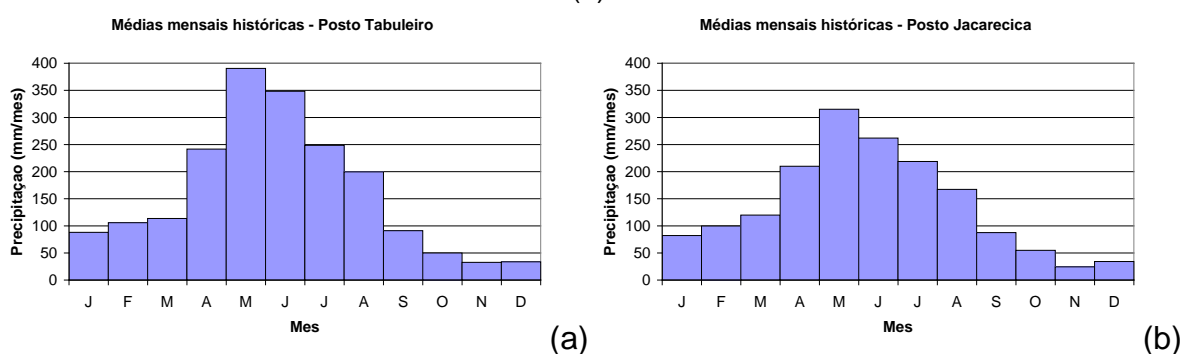 Médias mensais históricas - Posto Tabuleiro
Precipitaçao (mm/mes)
400
350
300
250
200
150
100
50
0
J F M A M J J A S O N D
Mes
(a)
Médias mensais históricas - Posto Jacarecica
Precipitaçao (mm/mes)
400
350
300
250
200
150
100
50
0
J F M A M J J A S O N D
Mes
(b)